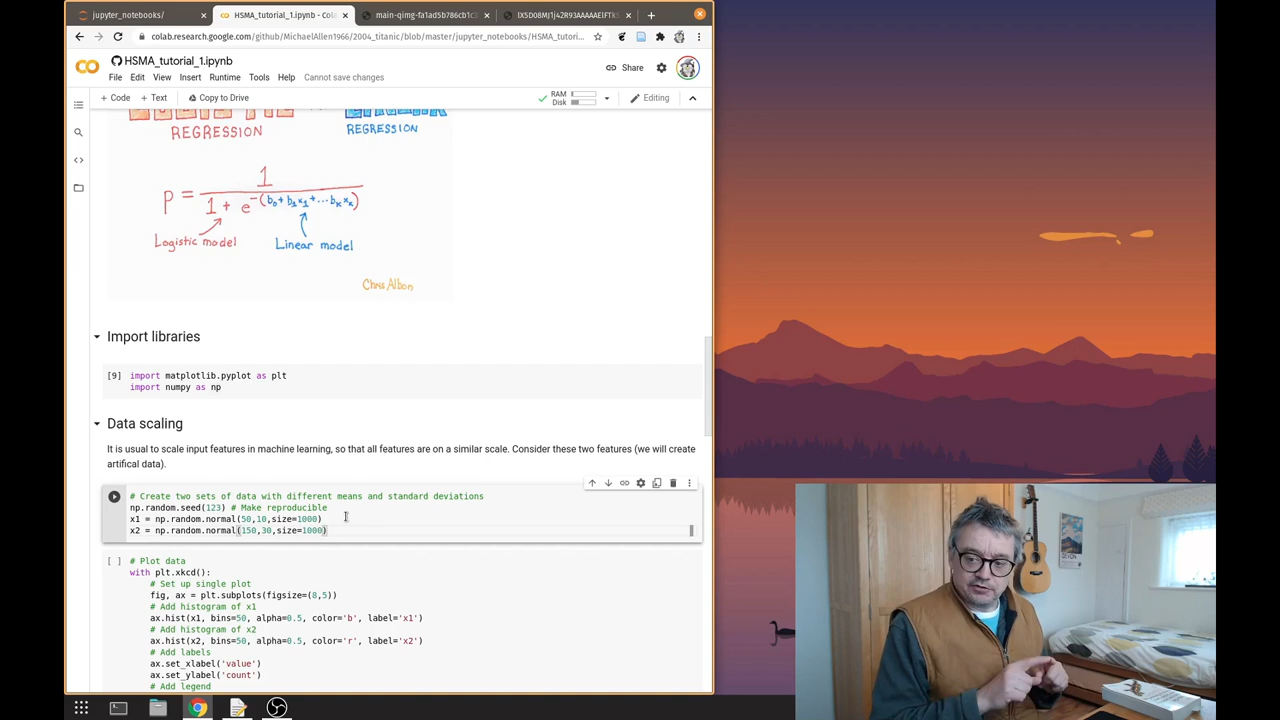 jupyter_notebooks/
HSMA_tutorial_1.ipynb - Cola
main-qimg-fa1ad5b786cb1c3
colab.research.google.com/github/MichaelAllen1966/2004_titanic/blob/master/jupyter_notebooks/HSMA_tutori...
HSMA_tutorial_1.ipynb
Share
File Edit View Insert Runtime Tools Help Cannot save changes
+ Code + Text Copy to Drive
RAM
Disk
Editing
REGRESSION REGRESSION
p = 1
1 + e-(b0+b1x1+...bkxk)
Logistic model
Linear model
Chris Albon
Import libraries
[9] import matplotlib.pyplot as plt
import numpy as np
Data scaling
It is usual to scale input features in machine learning, so that all features are on a similar scale. Consider these two features (we will create
artifical data).
# Create two sets of data with different means and standard deviations
np.random.seed(123) # Make reproducible
x1 = np.random.normal(50,10,size=1000)
x2 = np.random.normal(150,30,size=1000)
[ ] # Plot data
with plt.xkcd():
# Set up single plot
fig, ax = plt.subplots(figsize=(8,5))
# Add histogram of x1
ax.hist(x1, bins=50, alpha=0.5, color='b', label='x1')
# Add histogram of x2
ax.hist(x2, bins=50, alpha=0.5, color='r', label='x2')
# Add labels
ax.set_xlabel('value')
ax.set_ylabel('count')
# Add legend
DEVON